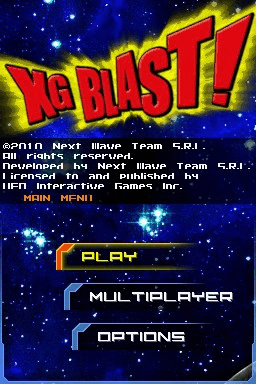 XG BLAST!
©2010 Next Wave Team S.R.L.
All rights reserved.
Developed by Next Wave Team S.R.L.
Licensed to and published by
UFO Interactive Games Inc.
MAIN MENU
PLAY
MULTIPLAYER
OPTIONS